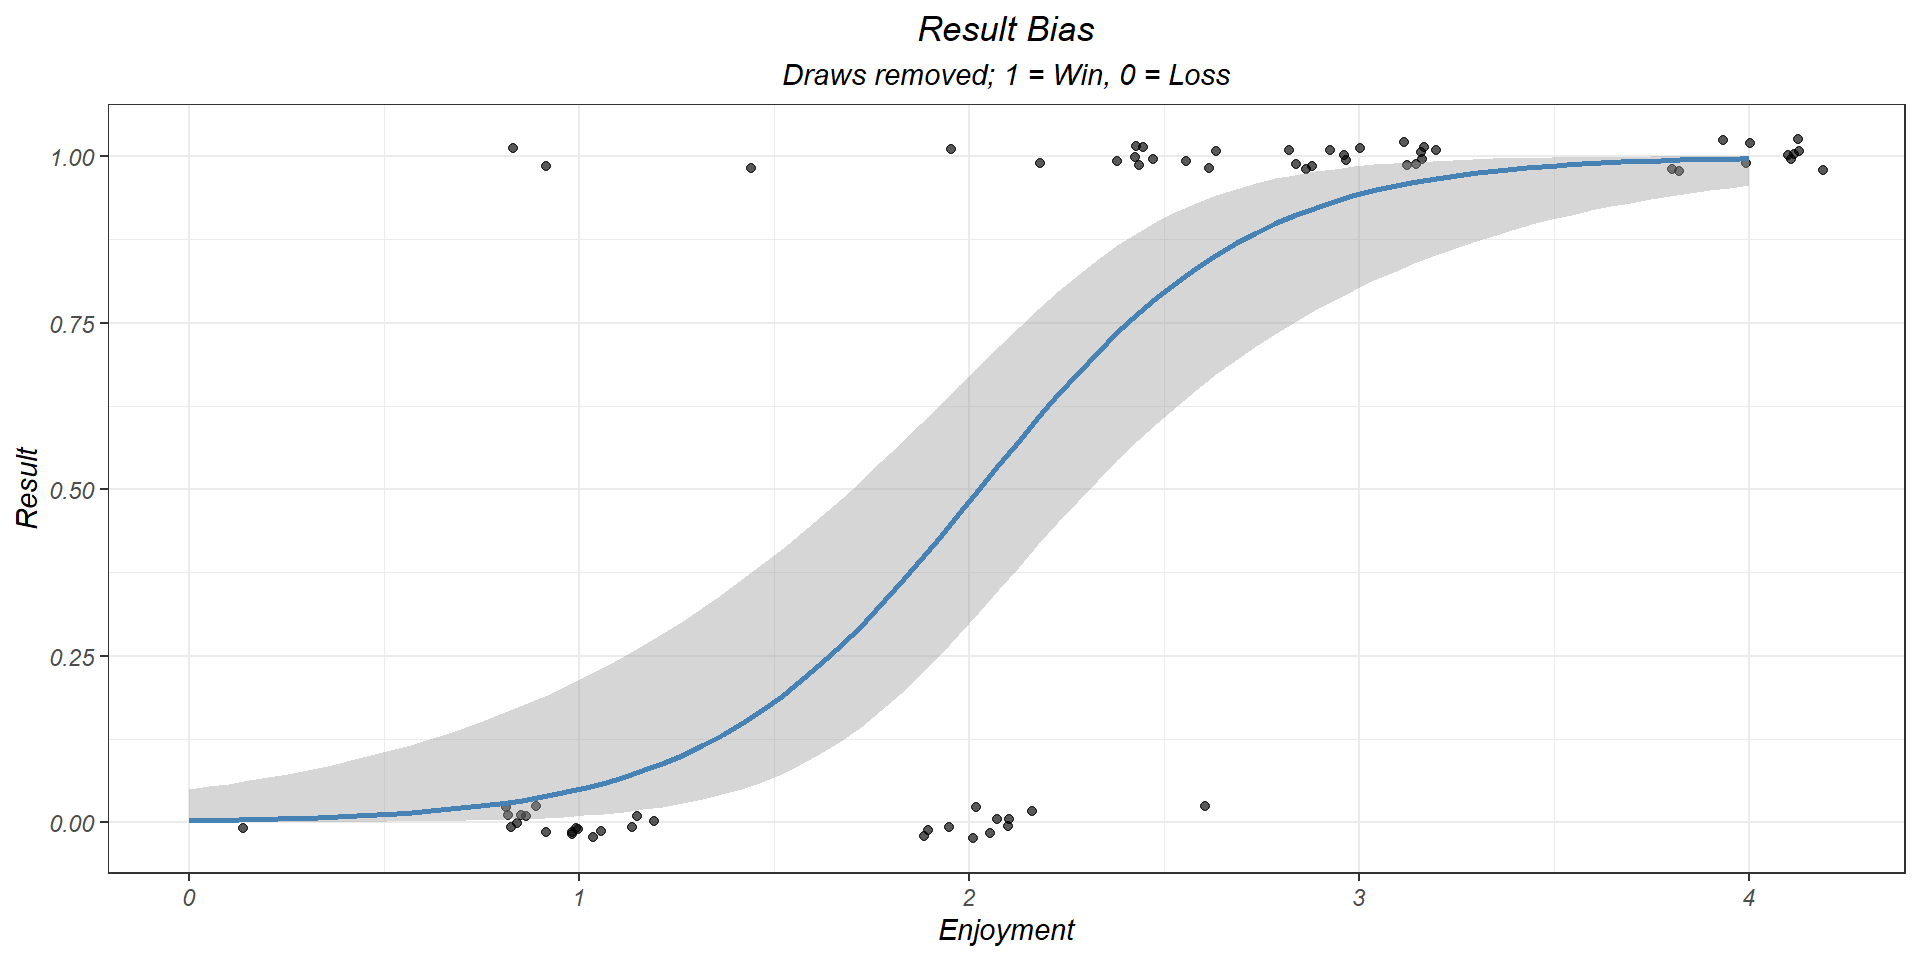 Result Bias
Draws removed; 1 = Win, 0 = Loss
1.00
0.75
0.50
0.25
0.00
Result
0 1 2 3 4
Enjoyment